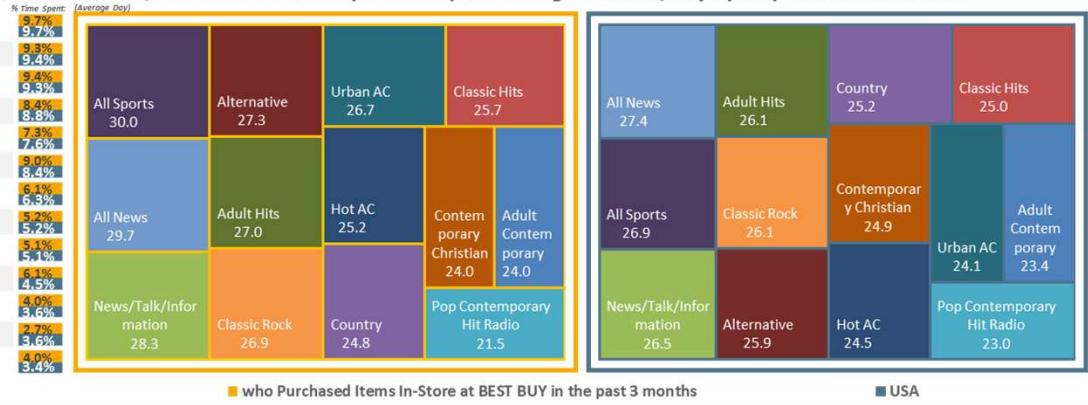 % Time Spent: (Average Day)
9.7%
9.7%
9.3%
9.4%
9.4%
9.3%
8.4%
8.8%
7.3%
7.6%
9.0%
8.4%
6.1%
6.3%
5.2%
5.2%
5.1%
5.1%
6.1%
4.5%
4.0%
3.6%
2.7%
3.6%
4.0%
3.4%
All Sports
30.0
Alternative
27.3
Urban AC
26.7
Classic Hits
25.7
All News
29.7
Adult Hits
27.0
Hot AC
25.2
Contem
porary
Christian
24.0
Adult
Contem
porary
24.0
News/Talk/Infor
mation
28.3
Classic Rock
26.9
Country
24.8
Pop Contemporary
Hit Radio
21.5
All News
27.4
Adult Hits
26.1
Country
25.2
Classic Hits
25.0
All Sports
26.9
Classic Rock
26.1
Contemporar
y Christian
24.9
Urban AC
24.1
Adult
Contem
porary
23.4
News/Talk/Infor
mation
26.5
Alternative
25.9
Hot AC
24.5
Pop Contemporary
Hit Radio
23.0
who Purchased Items In-Store at BEST BUY in the past 3 months
USA